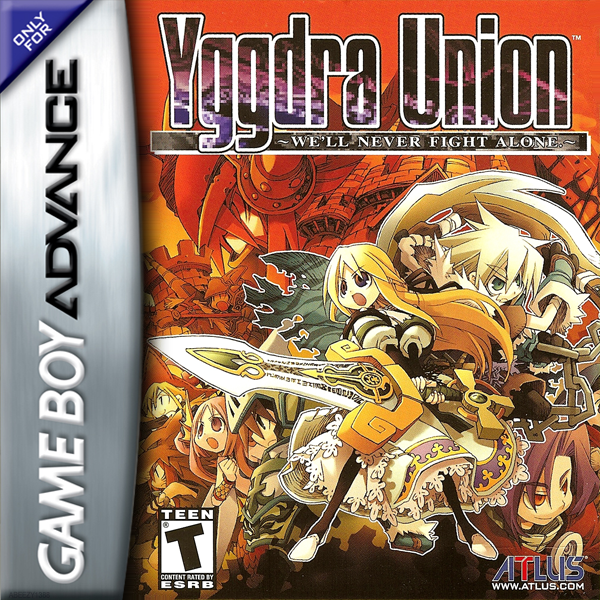 ONLY
FOR
GAME BOY ADVANCE
Yggdra Union™
~WE'LL NEVER FIGHT ALONE.~
TEEN
T
®
CONTENT RATED BY
ESRB
ATLUS®
WWW.ATLUS.COM